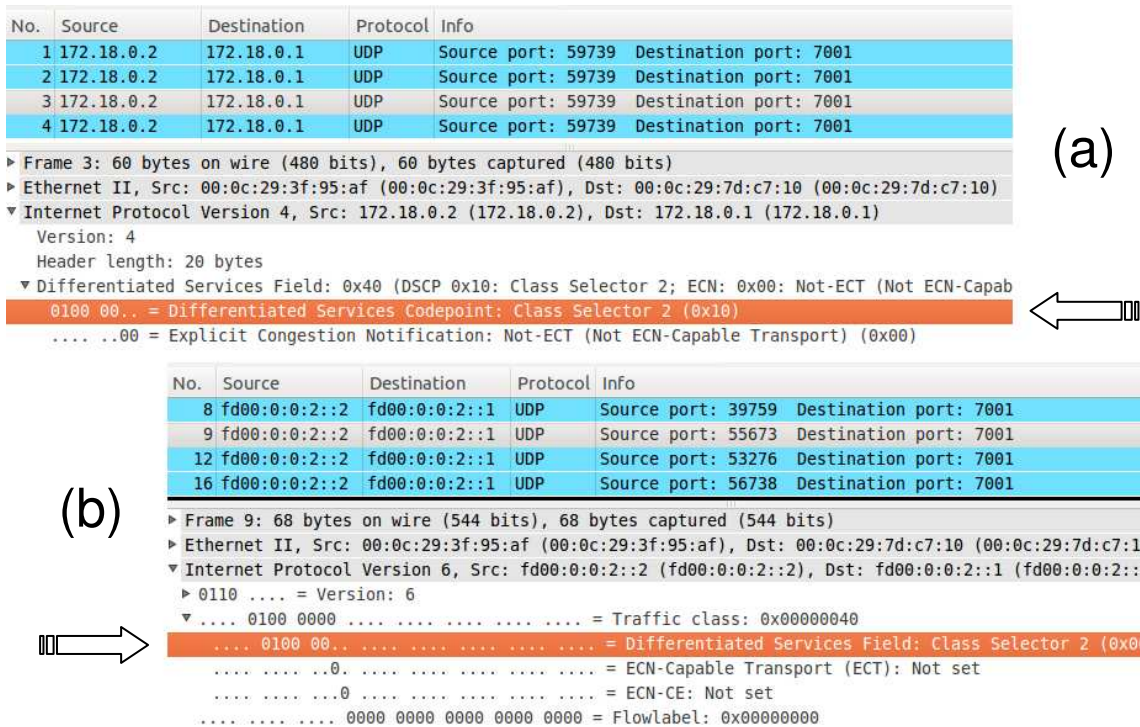 No. Source Destination Protocol Info
1 172.18.0.2 172.18.0.1 UDP Source port: 59739 Destination port: 7001
2 172.18.0.2 172.18.0.1 UDP Source port: 59739 Destination port: 7001
3 172.18.0.2 172.18.0.1 UDP Source port: 59739 Destination port: 7001
4 172.18.0.2 172.18.0.1 UDP Source port: 59739 Destination port: 7001
(a)
Frame 3: 60 bytes on wire (480 bits), 60 bytes captured (480 bits)
Ethernet II, Src: 00:0c:29:3f:95:af (00:0c:29:3f:95:af), Dst: 00:0c:29:7d:c7:10 (00:0c:29:7d:c7:10)
Internet Protocol Version 4, Src: 172.18.0.2 (172.18.0.2), Dst: 172.18.0.1 (172.18.0.1)
Version: 4
Header length: 20 bytes
Differentiated Services Field: 0x40 (DSCP 0x10: Class Selector 2; ECN: 0x00: Not-ECT (Not ECN-Capab
0100 00.. = Differentiated Services Codepoint: Class Selector 2 (0x10)
.... ..00 = Explicit Congestion Notification: Not-ECT (Not ECN-Capable Transport) (0x00)
No. Source Destination Protocol Info
8 fd00:0:0:2::2 fd00:0:0:2::1 UDP Source port: 39759 Destination port: 7001
9 fd00:0:0:2::2 fd00:0:0:2::1 UDP Source port: 55673 Destination port: 7001
12 fd00:0:0:2::2 fd00:0:0:2::1 UDP Source port: 53276 Destination port: 7001
16 fd00:0:0:2::2 fd00:0:0:2::1 UDP Source port: 56738 Destination port: 7001
(b)
Frame 9: 68 bytes on wire (544 bits), 68 bytes captured (544 bits)
Ethernet II, Src: 00:0c:29:3f:95:af (00:0c:29:3f:95:af), Dst: 00:0c:29:7d:c7:10 (00:0c:29:7d:c7:1
Internet Protocol Version 6, Src: fd00:0:0:2::2 (fd00:0:0:2::2), Dst: fd00:0:0:2::1 (fd00:0:0:2::
0110 .... = Version: 6
.... 0100 0000 .... .... .... .... .... = Traffic class: 0x00000040
.... 0100 00.. .... .... .... .... .... = Differentiated Services Field: Class Selector 2 (0x0
.... .... ..0. .... .... .... .... .... = ECN-Capable Transport (ECT): Not set
.... .... ...0 .... .... .... .... .... = ECN-CE: Not set
.... .... .... 0000 0000 0000 0000 0000 = Flowlabel: 0x00000000